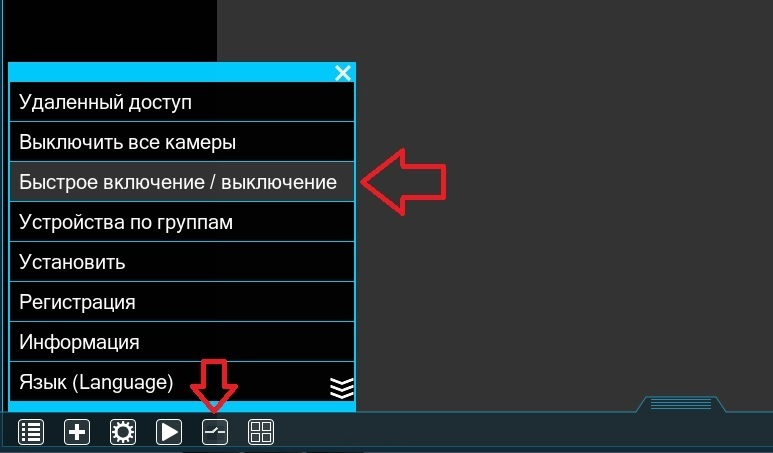 Удаленный доступ
Выключить все камеры
Быстрое включение / выключение
Устройства по группам
Установить
Регистрация
Информация
Язык (Language)